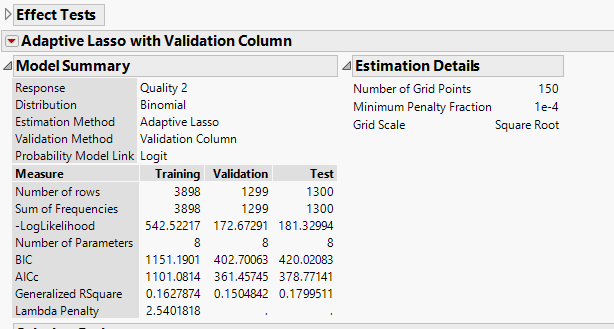 Effect Tests
Adaptive Lasso with Validation Column
Model Summary
Response Quality 2
Distribution Binomial
Estimation Method Adaptive Lasso
Validation Method Validation Column
Probability Model Link Logit
Measure Training Validation Test
Number of rows 3898 1299 1300
Sum of Frequencies 3898 1299 1300
-LogLikelihood 542.52217 172.67291 181.32994
Number of Parameters 8 8 8
BIC 1151.1901 402.70063 420.02083
AICc 1101.0814 361.45745 378.77141
Generalized RSquare 0.1627874 0.1504842 0.1799511
Lambda Penalty 2.5401818 . .
Estimation Details
Number of Grid Points 150
Minimum Penalty Fraction 1e-4
Grid Scale Square Root